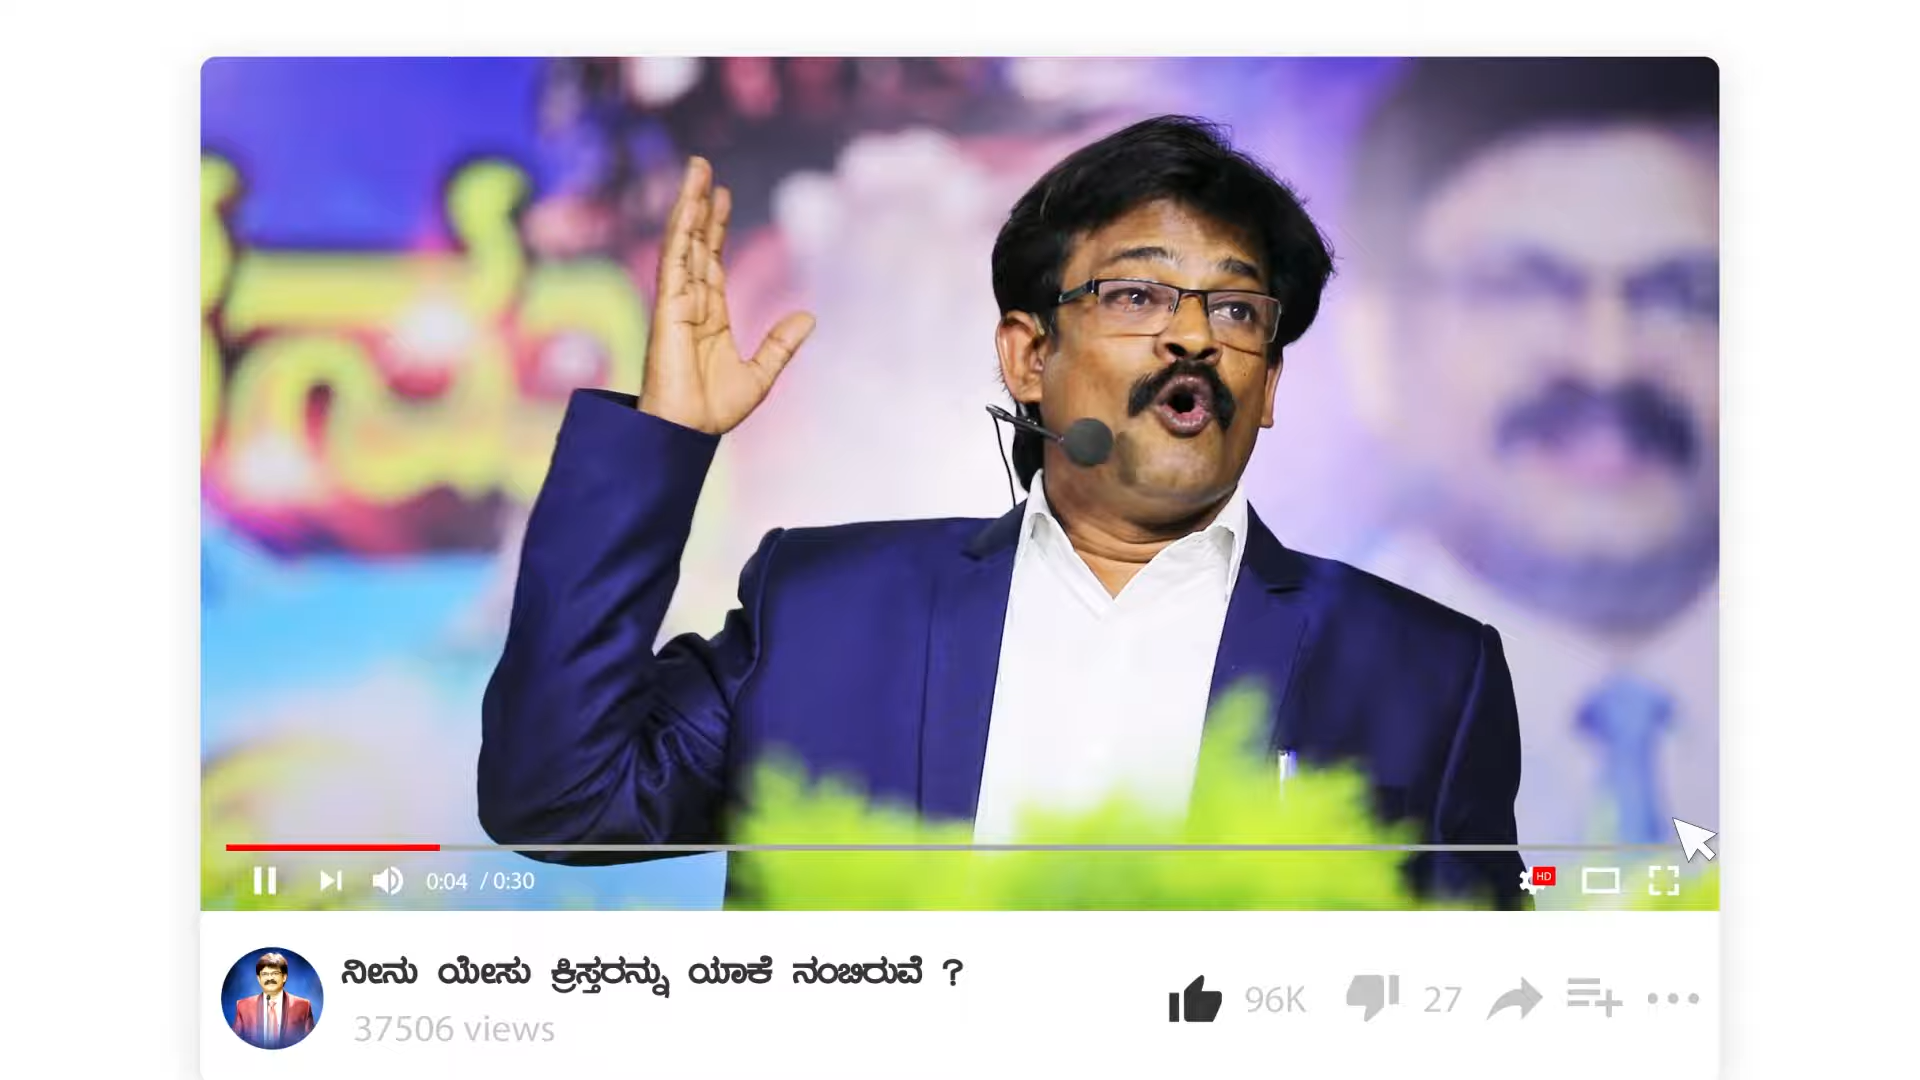 0:04 / 0:30
HD
ನೀನು ಯೇಸು ಕ್ರಿಸ್ತರನ್ನು ಯಾಕೆ ನಂಬಿರುವೆ ?
37506 views
96K
27